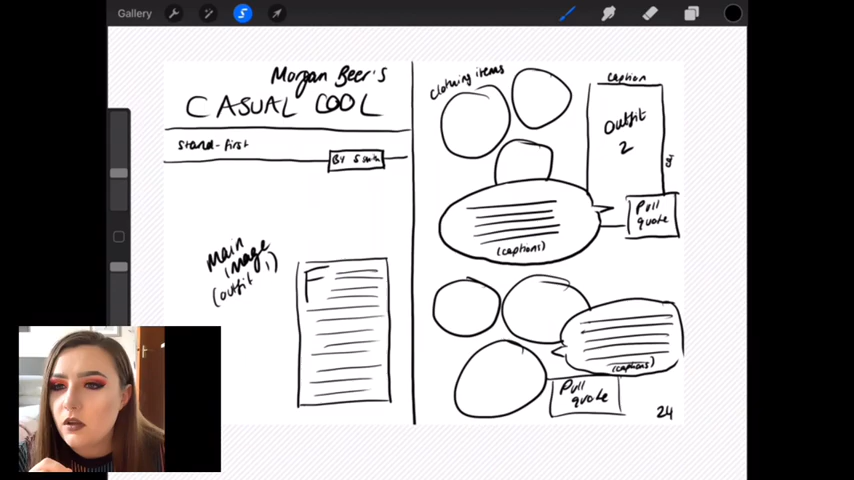 Gallery
Morgan Beer's
CASUAL COOL
Stand-First
BY S Smith
Main
image
(outfit 1)
F
clothing items
caption
Outfit
2
Pull
quote
(captions)
(captions)
Pull
quote
24